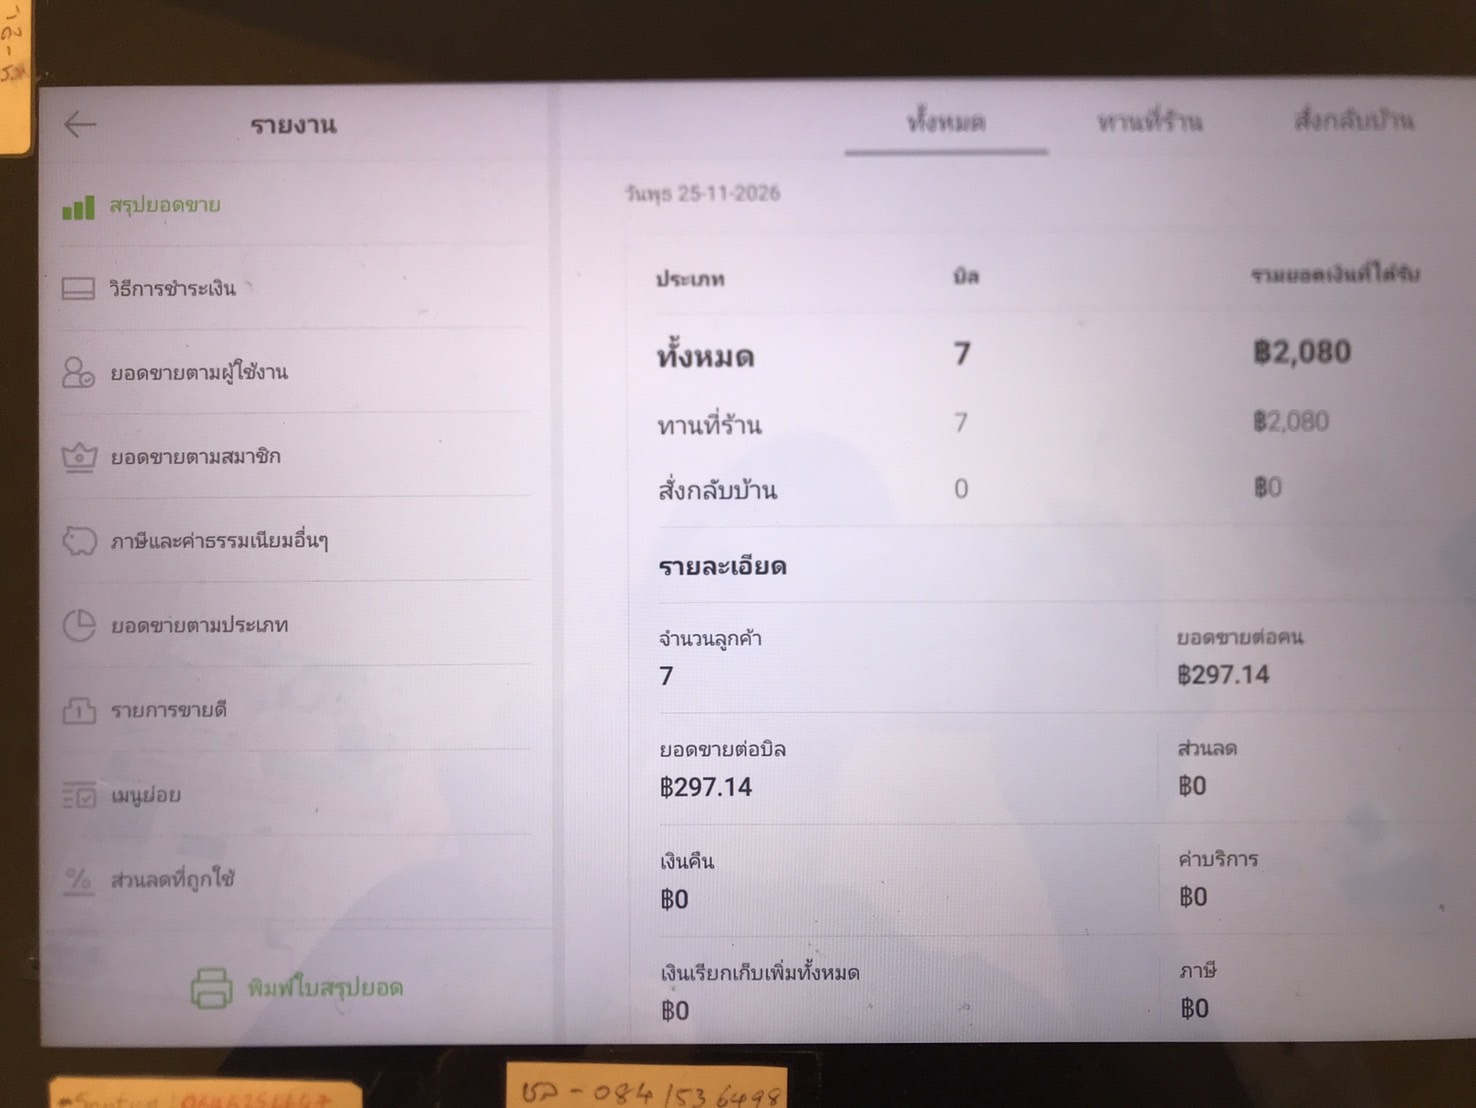 รายงาน
สรุปยอดขาย
วิธีการชำระเงิน
ยอดขายตามผู้ใช้งาน
ยอดขายตามสมาชิก
ภาษีและค่าธรรมเนียมอื่นๆ
ยอดขายตามประเภท
รายการขายดี
เมนูย่อย
ส่วนลดที่ถูกใช้
พิมพ์ใบสรุปยอด
ทั้งหมด ทานที่ร้าน สั่งกลับบ้าน
วันพุธ 25-11-2026
ประเภท บิล รวมยอดเงินที่ได้รับ
ทั้งหมด 7 ฿2,080
ทานที่ร้าน 7 ฿2,080
สั่งกลับบ้าน 0 ฿0
รายละเอียด
จำนวนลูกค้า ยอดขายต่อคน
7 ฿297.14
ยอดขายต่อบิล ส่วนลด
฿297.14 ฿0
เงินคืน ค่าบริการ
฿0 ฿0
เงินเรียกเก็บเพิ่มทั้งหมด ภาษี
฿0 ฿0
ชล - 084 1536498